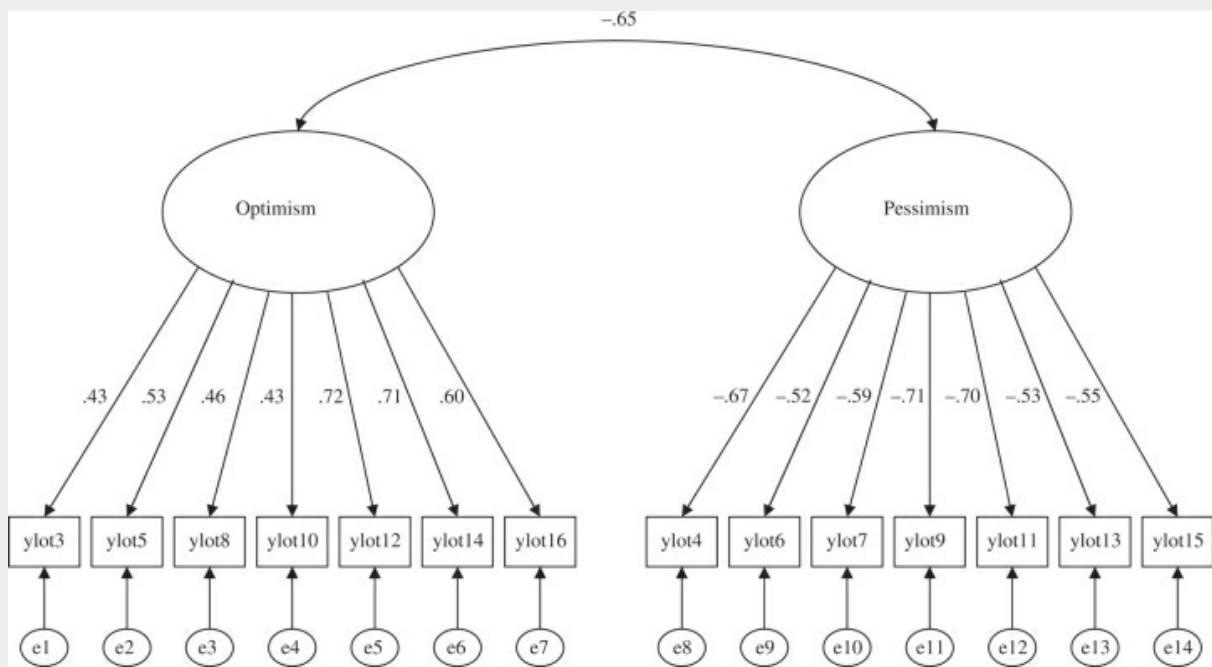 –.65
Optimism Pessimism
.43 .53 .46 .43 .72 .71 .60 –.67 –.52 –.59 –.71 –.70 –.53 –.55
ylot3 ylot5 ylot8 ylot10 ylot12 ylot14 ylot16 ylot4 ylot6 ylot7 ylot9 ylot11 ylot13 ylot15
e1 e2 e3 e4 e5 e6 e7 e8 e9 e10 e11 e12 e13 e14